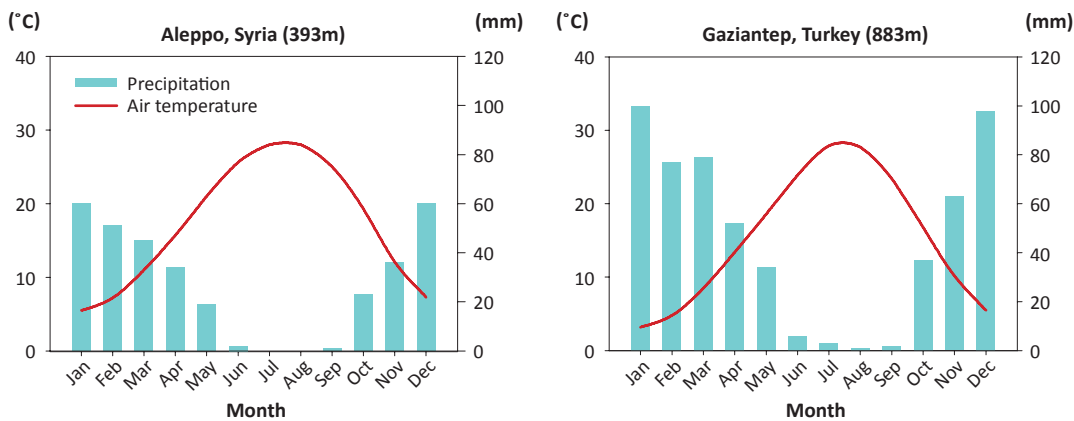 (˚C)
Aleppo, Syria (393m)
(mm)
40
30
20
10
0
Precipitation
Air temperature
120
100
80
60
40
20
0
Jan Feb Mar Apr May Jun Jul Aug Sep Oct Nov Dec
Month
(˚C)
Gaziantep, Turkey (883m)
(mm)
40
30
20
10
0
120
100
80
60
40
20
0
Jan Feb Mar Apr May Jun Jul Aug Sep Oct Nov Dec
Month